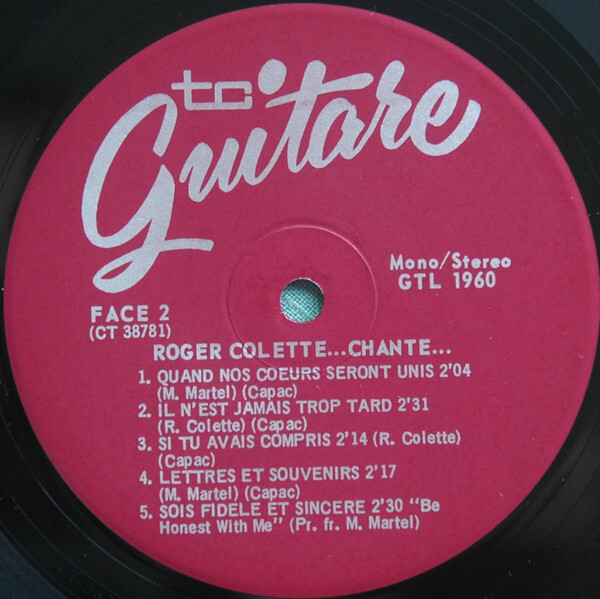 tc
Guitare
Mono/Stereo
GTL 1960
FACE 2
(CT 38781)
ROGER COLETTE...CHANTE...
1. QUAND NOS COEURS SERONT UNIS 2'04
(M. Martel) (Capac)
2. IL N'EST JAMAIS TROP TARD 2'31
(R. Colette) (Capac)
3. SI TU AVAIS COMPRIS 2'14 (R. Colette)
(Capac)
4. LETTRES ET SOUVENIRS 2'17
(M. Martel) (Capac)
5. SOIS FIDELE ET SINCERE 2'30 "Be
Honest With Me" (Pr. fr. M. Martel)